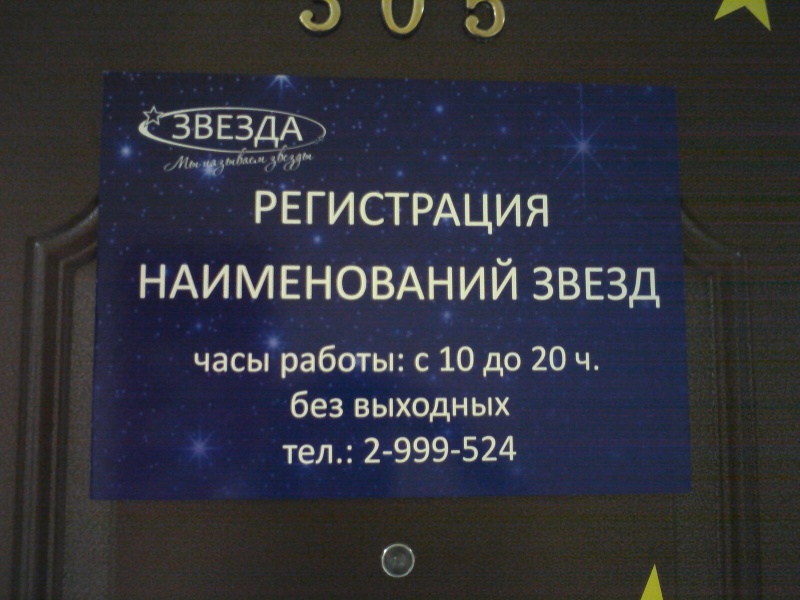 305
ЗВЕЗДА
Мы называем звезды
РЕГИСТРАЦИЯ
НАИМЕНОВАНИЙ ЗВЕЗД
часы работы: с 10 до 20 ч.
без выходных
тел.: 2-999-524